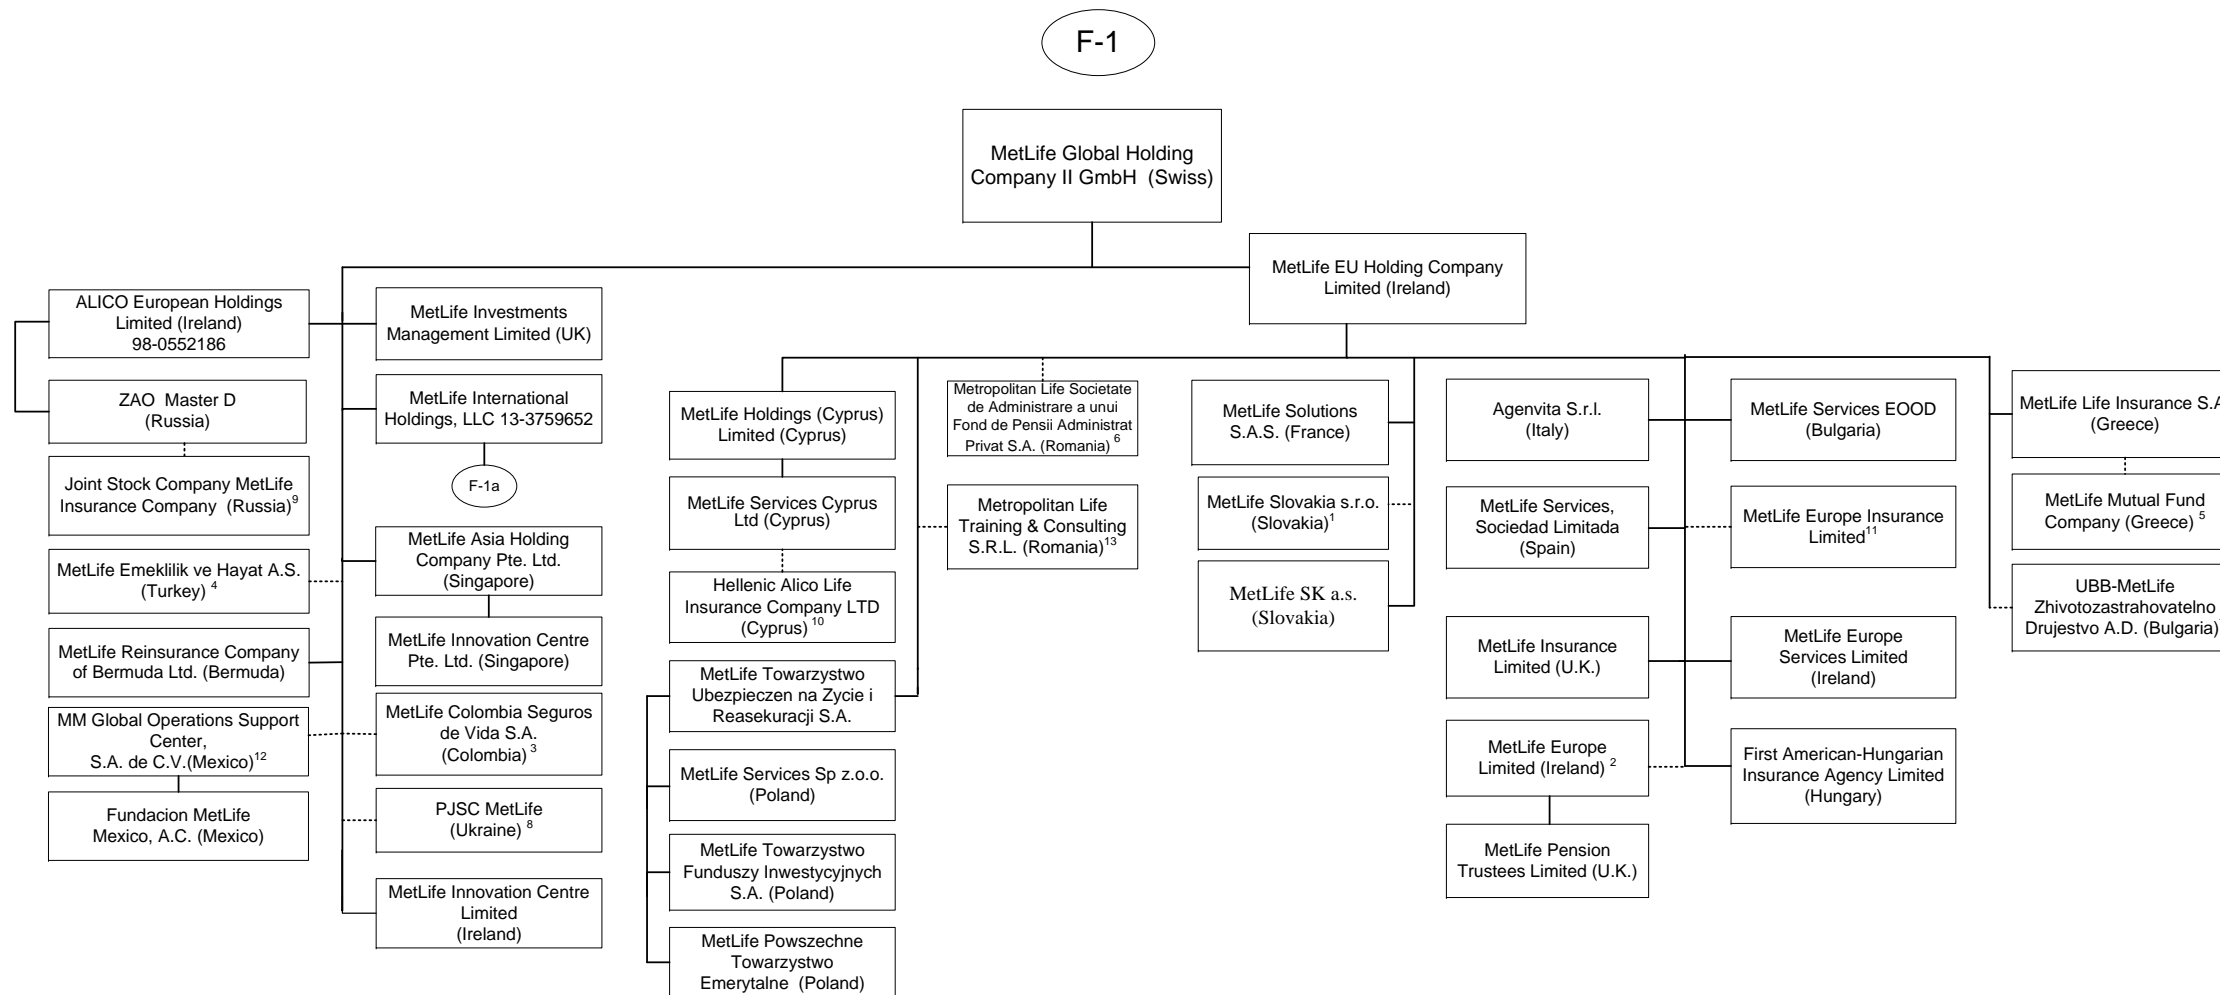 F-1
MetLife Global Holding
Company II GmbH (Swiss)
MetLife EU Holding Company
Limited (Ireland)
ALICO European Holdings
Limited (Ireland)
98-0552186
ZAO Master D
(Russia)
Joint Stock Company MetLife
Insurance Company (Russia)9
MetLife Emeklilik ve Hayat A.S.
(Turkey) 4
MetLife Reinsurance Company
of Bermuda Ltd. (Bermuda)
MM Global Operations Support
Center,
S.A. de C.V.(Mexico)12
Fundacion MetLife
Mexico, A.C. (Mexico)
MetLife Investments
Management Limited (UK)
MetLife International
Holdings, LLC 13-3759652
F-1a
MetLife Asia Holding
Company Pte. Ltd.
(Singapore)
MetLife Innovation Centre
Pte. Ltd. (Singapore)
MetLife Colombia Seguros
de Vida S.A.
(Colombia) 3
PJSC MetLife
(Ukraine) 8
MetLife Innovation Centre
Limited
(Ireland)
MetLife Holdings (Cyprus)
Limited (Cyprus)
MetLife Services Cyprus
Ltd (Cyprus)
Hellenic Alico Life
Insurance Company LTD
(Cyprus) 10
MetLife Towarzystwo
Ubezpieczen na Zycie i
Reasekuracji S.A.
MetLife Services Sp z.o.o.
(Poland)
MetLife Towarzystwo
Funduszy Inwestycyjnych
S.A. (Poland)
MetLife Powszechne
Towarzystwo
Emerytalne (Poland)
Metropolitan Life Societate
de Administrare a unui
Fond de Pensii Administrat
Privat S.A. (Romania) 6
Metropolitan Life
Training & Consulting
S.R.L. (Romania)13
MetLife Solutions
S.A.S. (France)
MetLife Slovakia s.r.o.
(Slovakia)1
MetLife SK a.s.
(Slovakia)
Agenvita S.r.l.
(Italy)
MetLife Services,
Sociedad Limitada
(Spain)
MetLife Insurance
Limited (U.K.)
MetLife Europe
Limited (Ireland) 2
MetLife Pension
Trustees Limited (U.K.)
MetLife Services EOOD
(Bulgaria)
MetLife Europe Insurance
Limited11
MetLife Europe
Services Limited
(Ireland)
First American-Hungarian
Insurance Agency Limited
(Hungary)
MetLife Life Insurance S.A
(Greece)
MetLife Mutual Fund
Company (Greece) 5
UBB-MetLife
Zhivotozastrahovatelno
Drujestvo A.D. (Bulgaria)